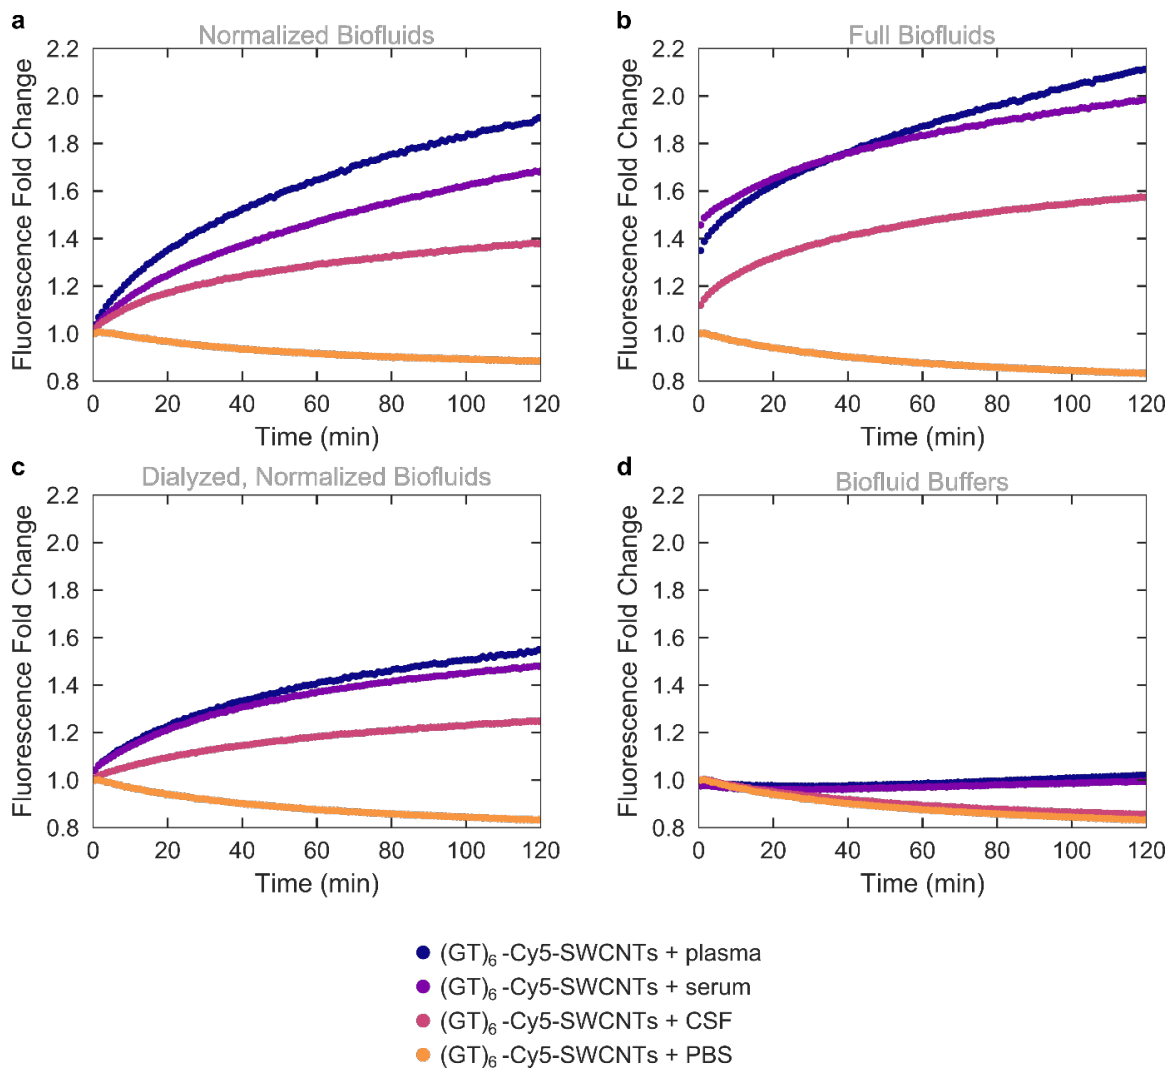 a
Normalized Biofluids
Fluorescence Fold Change
2.2
2.0
1.8
1.6
1.4
1.2
1.0
0.8
0 20 40 60 80 100 120
Time (min)
b
Full Biofluids
Fluorescence Fold Change
2.2
2.0
1.8
1.6
1.4
1.2
1.0
0.8
0 20 40 60 80 100 120
Time (min)
c
Dialyzed, Normalized Biofluids
Fluorescence Fold Change
2.2
2.0
1.8
1.6
1.4
1.2
1.0
0.8
0 20 40 60 80 100 120
Time (min)
d
Biofluid Buffers
Fluorescence Fold Change
2.2
2.0
1.8
1.6
1.4
1.2
1.0
0.8
0 20 40 60 80 100 120
Time (min)
(GT)₆-Cy5-SWCNTs + plasma
(GT)₆-Cy5-SWCNTs + serum
(GT)₆-Cy5-SWCNTs + CSF
(GT)₆-Cy5-SWCNTs + PBS